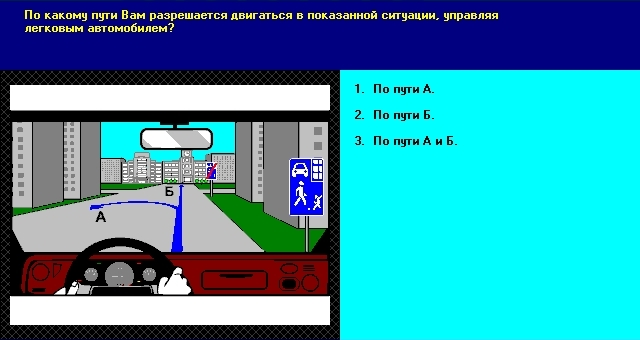 По какому пути Вам разрешается двигаться в показанной ситуации, управляя
легковым автомобилем?
1. По пути А.
2. По пути Б.
3. По пути А и Б.
Б
А